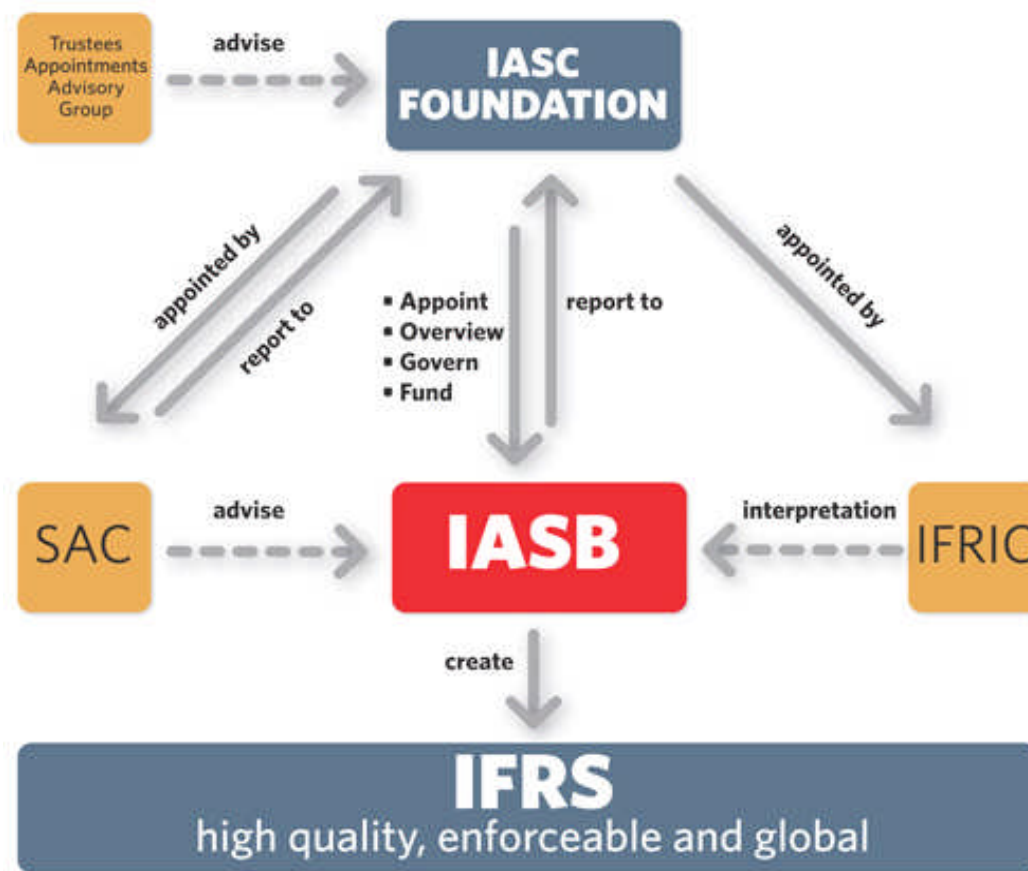 Trustees
Appointments
Advisory
Group
advise
IASC
FOUNDATION
appointed by
report to
▪ Appoint
▪ Overview
▪ Govern
▪ Fund
report to
appointed by
SAC
advise
IASB
interpretation
IFRIC
create
IFRS
high quality, enforceable and global